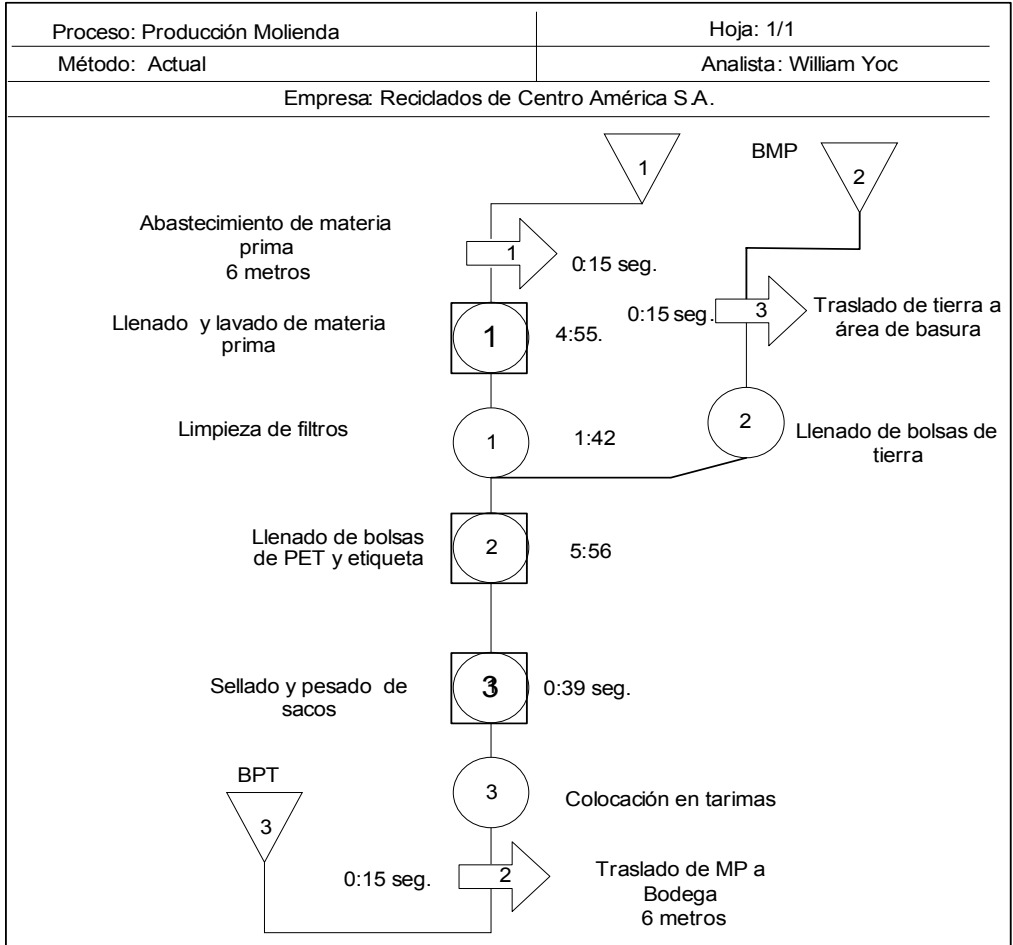 Proceso: Producción Molienda
Hoja: 1/1
Método: Actual
Analista: William Yoc
Empresa: Reciclados de Centro América S.A.
1
BMP
2
Abastecimiento de materia
prima
6 metros
1
0:15 seg.
0:15 seg.
3
Traslado de tierra a
área de basura
Llenado y lavado de materia
prima
1
4:55.
Limpieza de filtros
1
1:42
2
Llenado de bolsas de
tierra
Llenado de bolsas
de PET y etiqueta
2
5:56
Sellado y pesado de
sacos
3
0:39 seg.
BPT
3
3
Colocación en tarimas
0:15 seg.
2
Traslado de MP a
Bodega
6 metros